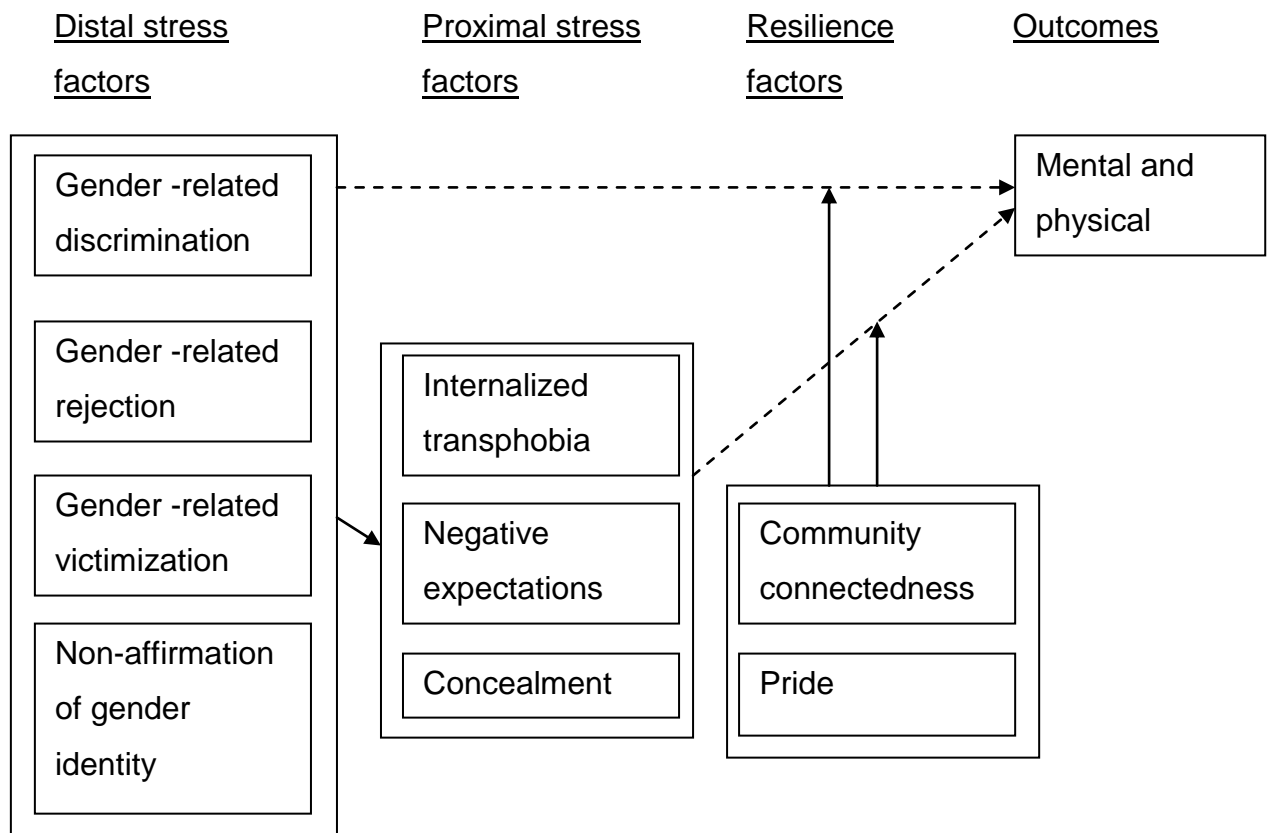 Distal stress
factors
Proximal stress
factors
Resilience
factors
Outcomes
Gender -related
discrimination
Gender -related
rejection
Gender -related
victimization
Non-affirmation
of gender
identity
Internalized
transphobia
Negative
expectations
Concealment
Community
connectedness
Pride
Mental and
physical